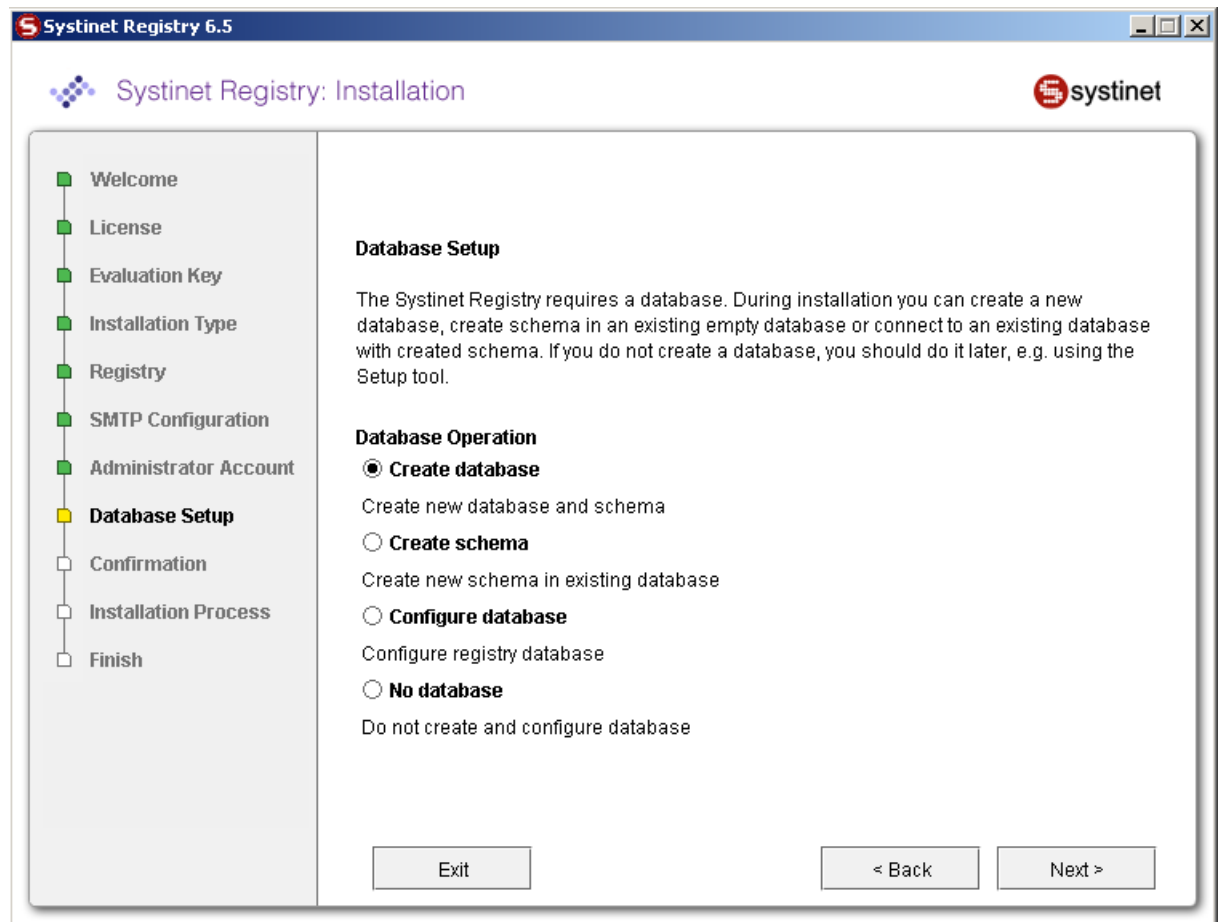 Systinet Registry 6.5
Systinet Registry: Installation
systinet
Welcome
License
Evaluation Key
Installation Type
Registry
SMTP Configuration
Administrator Account
Database Setup
Confirmation
Installation Process
Finish
Database Setup
The Systinet Registry requires a database. During installation you can create a new
database, create schema in an existing empty database or connect to an existing database
with created schema. If you do not create a database, you should do it later, e.g. using the
Setup tool.
Database Operation
Create database
Create new database and schema
Create schema
Create new schema in existing database
Configure database
Configure registry database
No database
Do not create and configure database
Exit
< Back
Next >